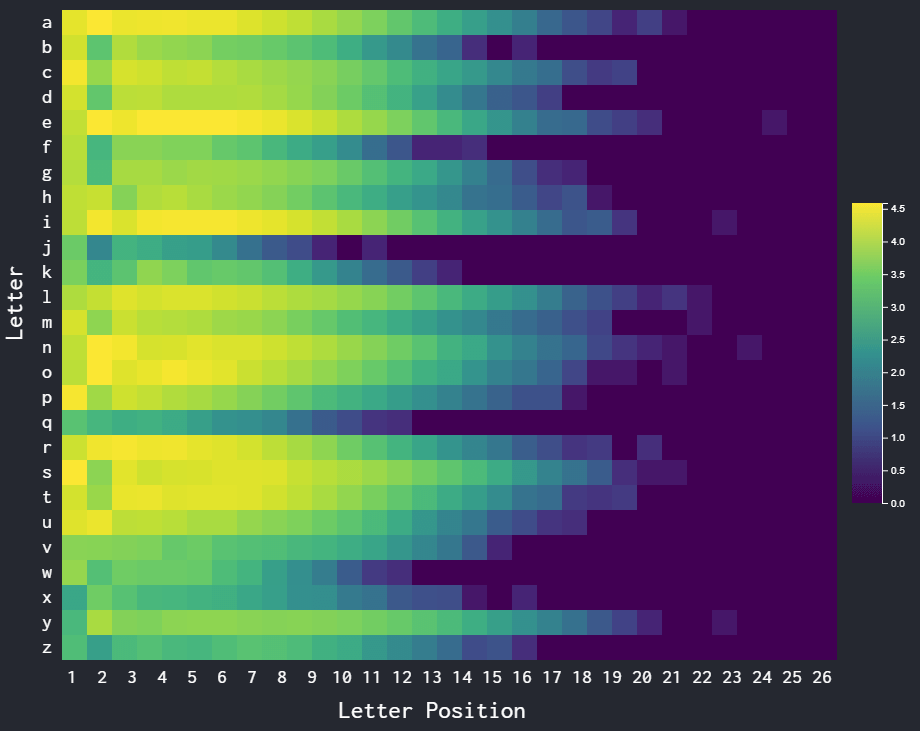 a
b
c
d
e
f
g
h
i
j
k
l
m
n
o
p
q
r
s
t
u
v
w
x
y
z
Letter
1 2 3 4 5 6 7 8 9 10 11 12 13 14 15 16 17 18 19 20 21 22 23 24 25 26
Letter Position
4.5
4.0
3.5
3.0
2.5
2.0
1.5
1.0
0.5
0.0